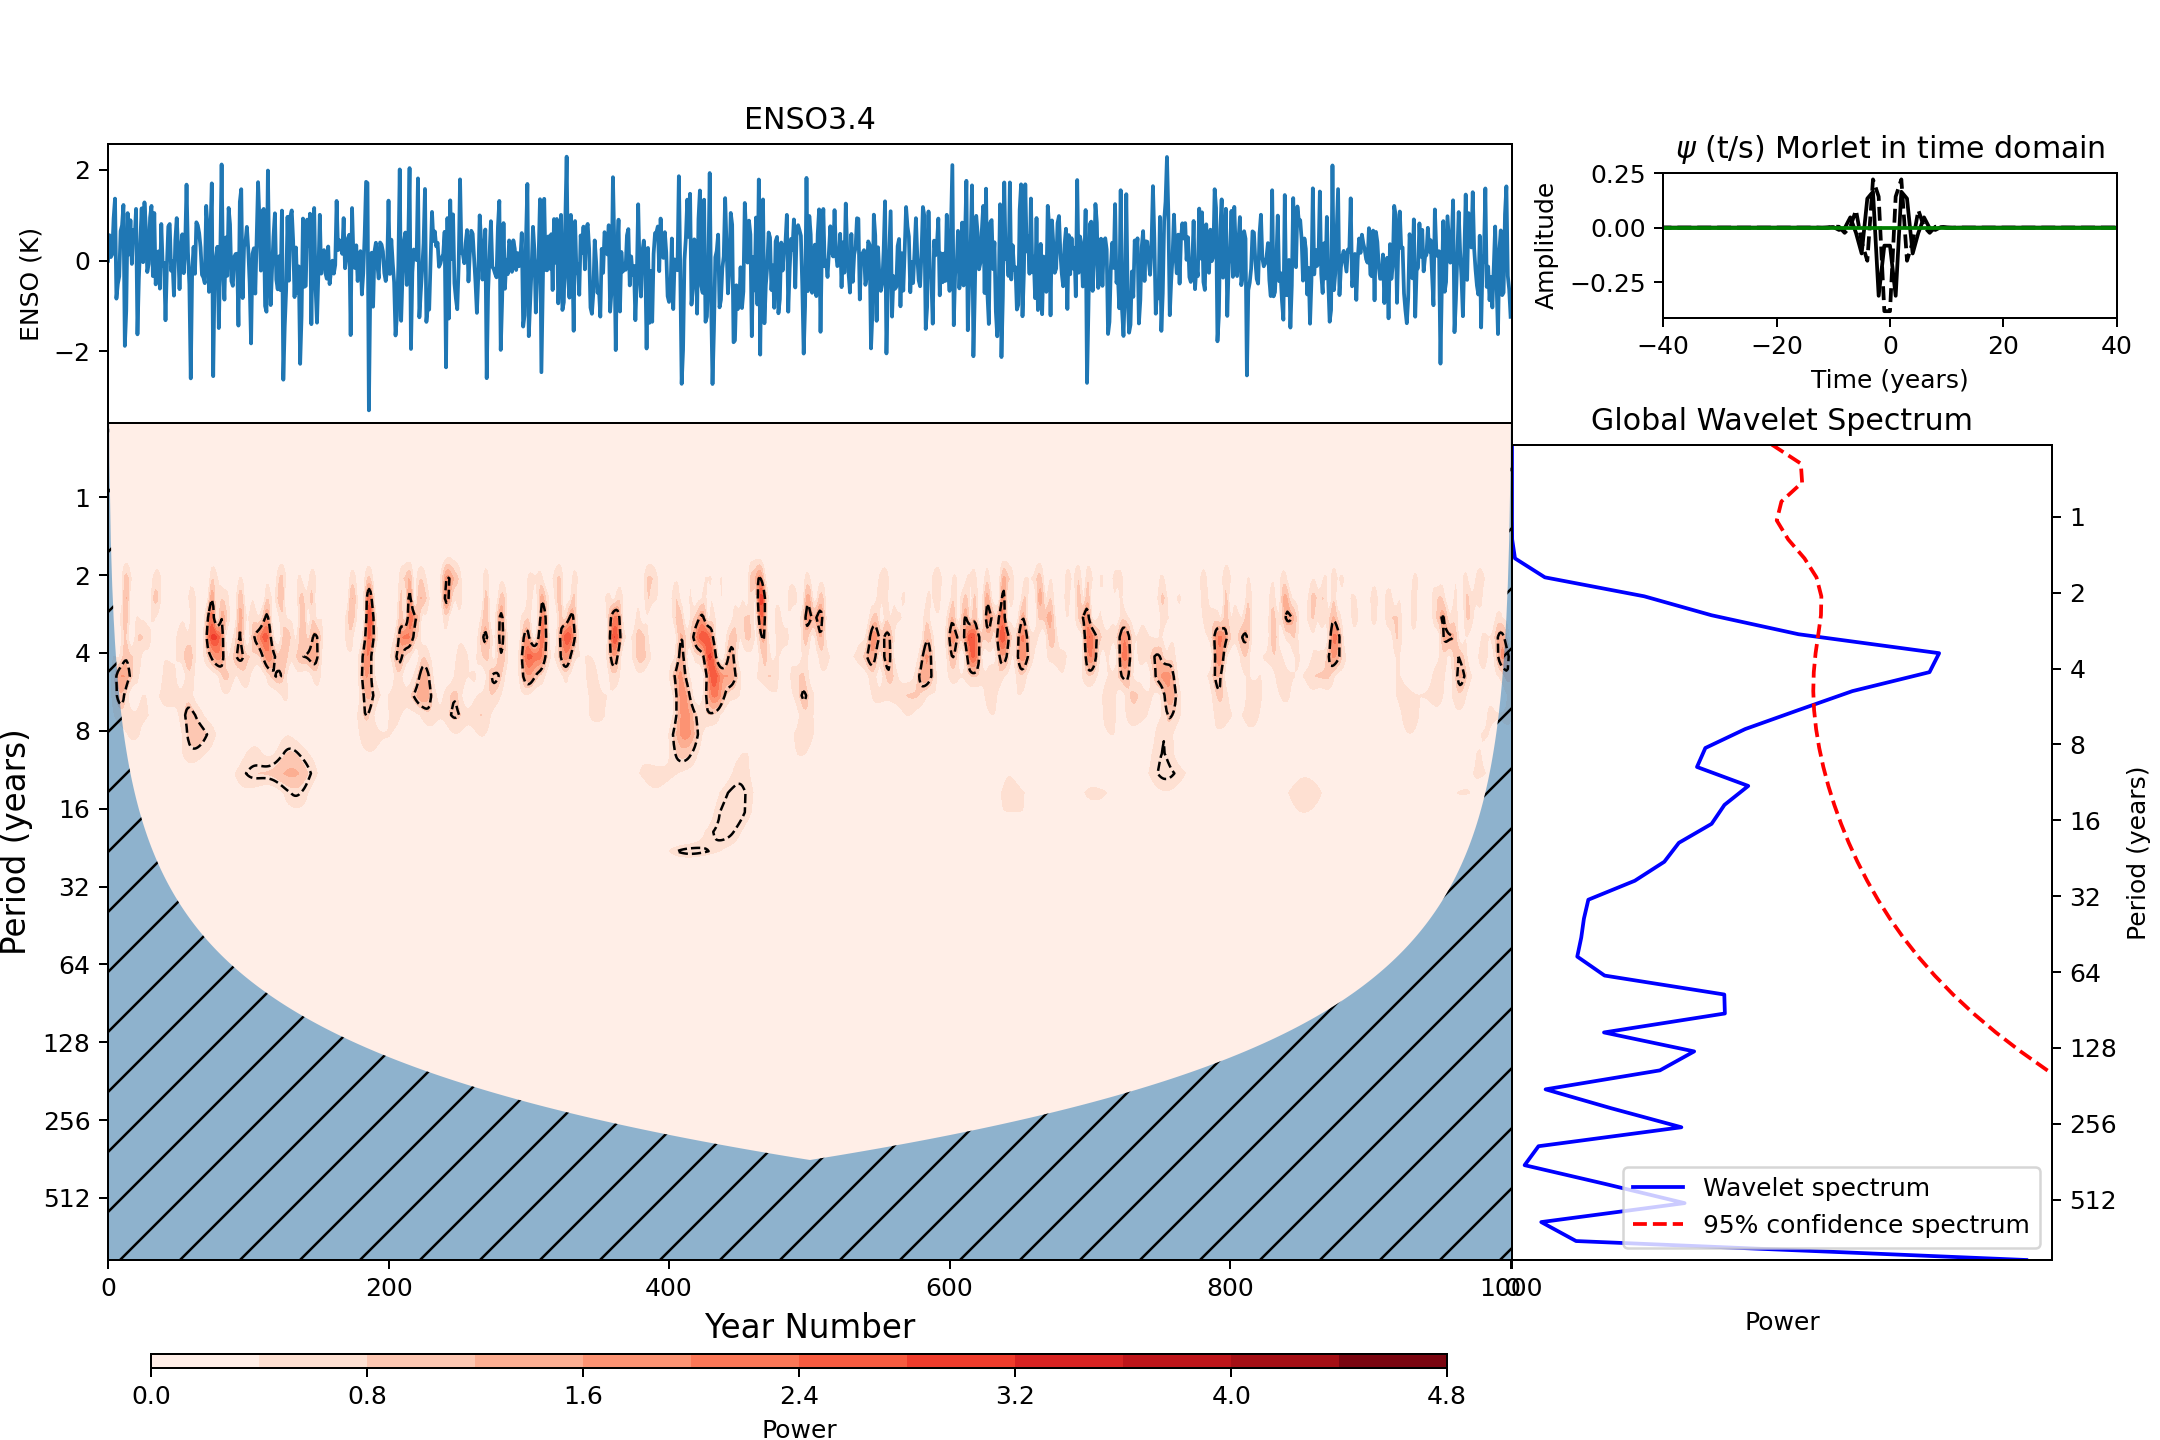 ENSO3.4
2
0
−2
ENSO (K)
ψ (t/s) Morlet in time domain
0.25
0.00
−0.25
Amplitude
−40 −20 0 20 40
Time (years)
1
2
4
8
16
32
64
128
256
512
Period (years)
0 200 400 600 800 1000
Year Number
Global Wavelet Spectrum
1
2
4
8
16
32
64
128
256
512
Period (years)
Wavelet spectrum
95% confidence spectrum
0
Power
0.0 0.8 1.6 2.4 3.2 4.0 4.8
Power